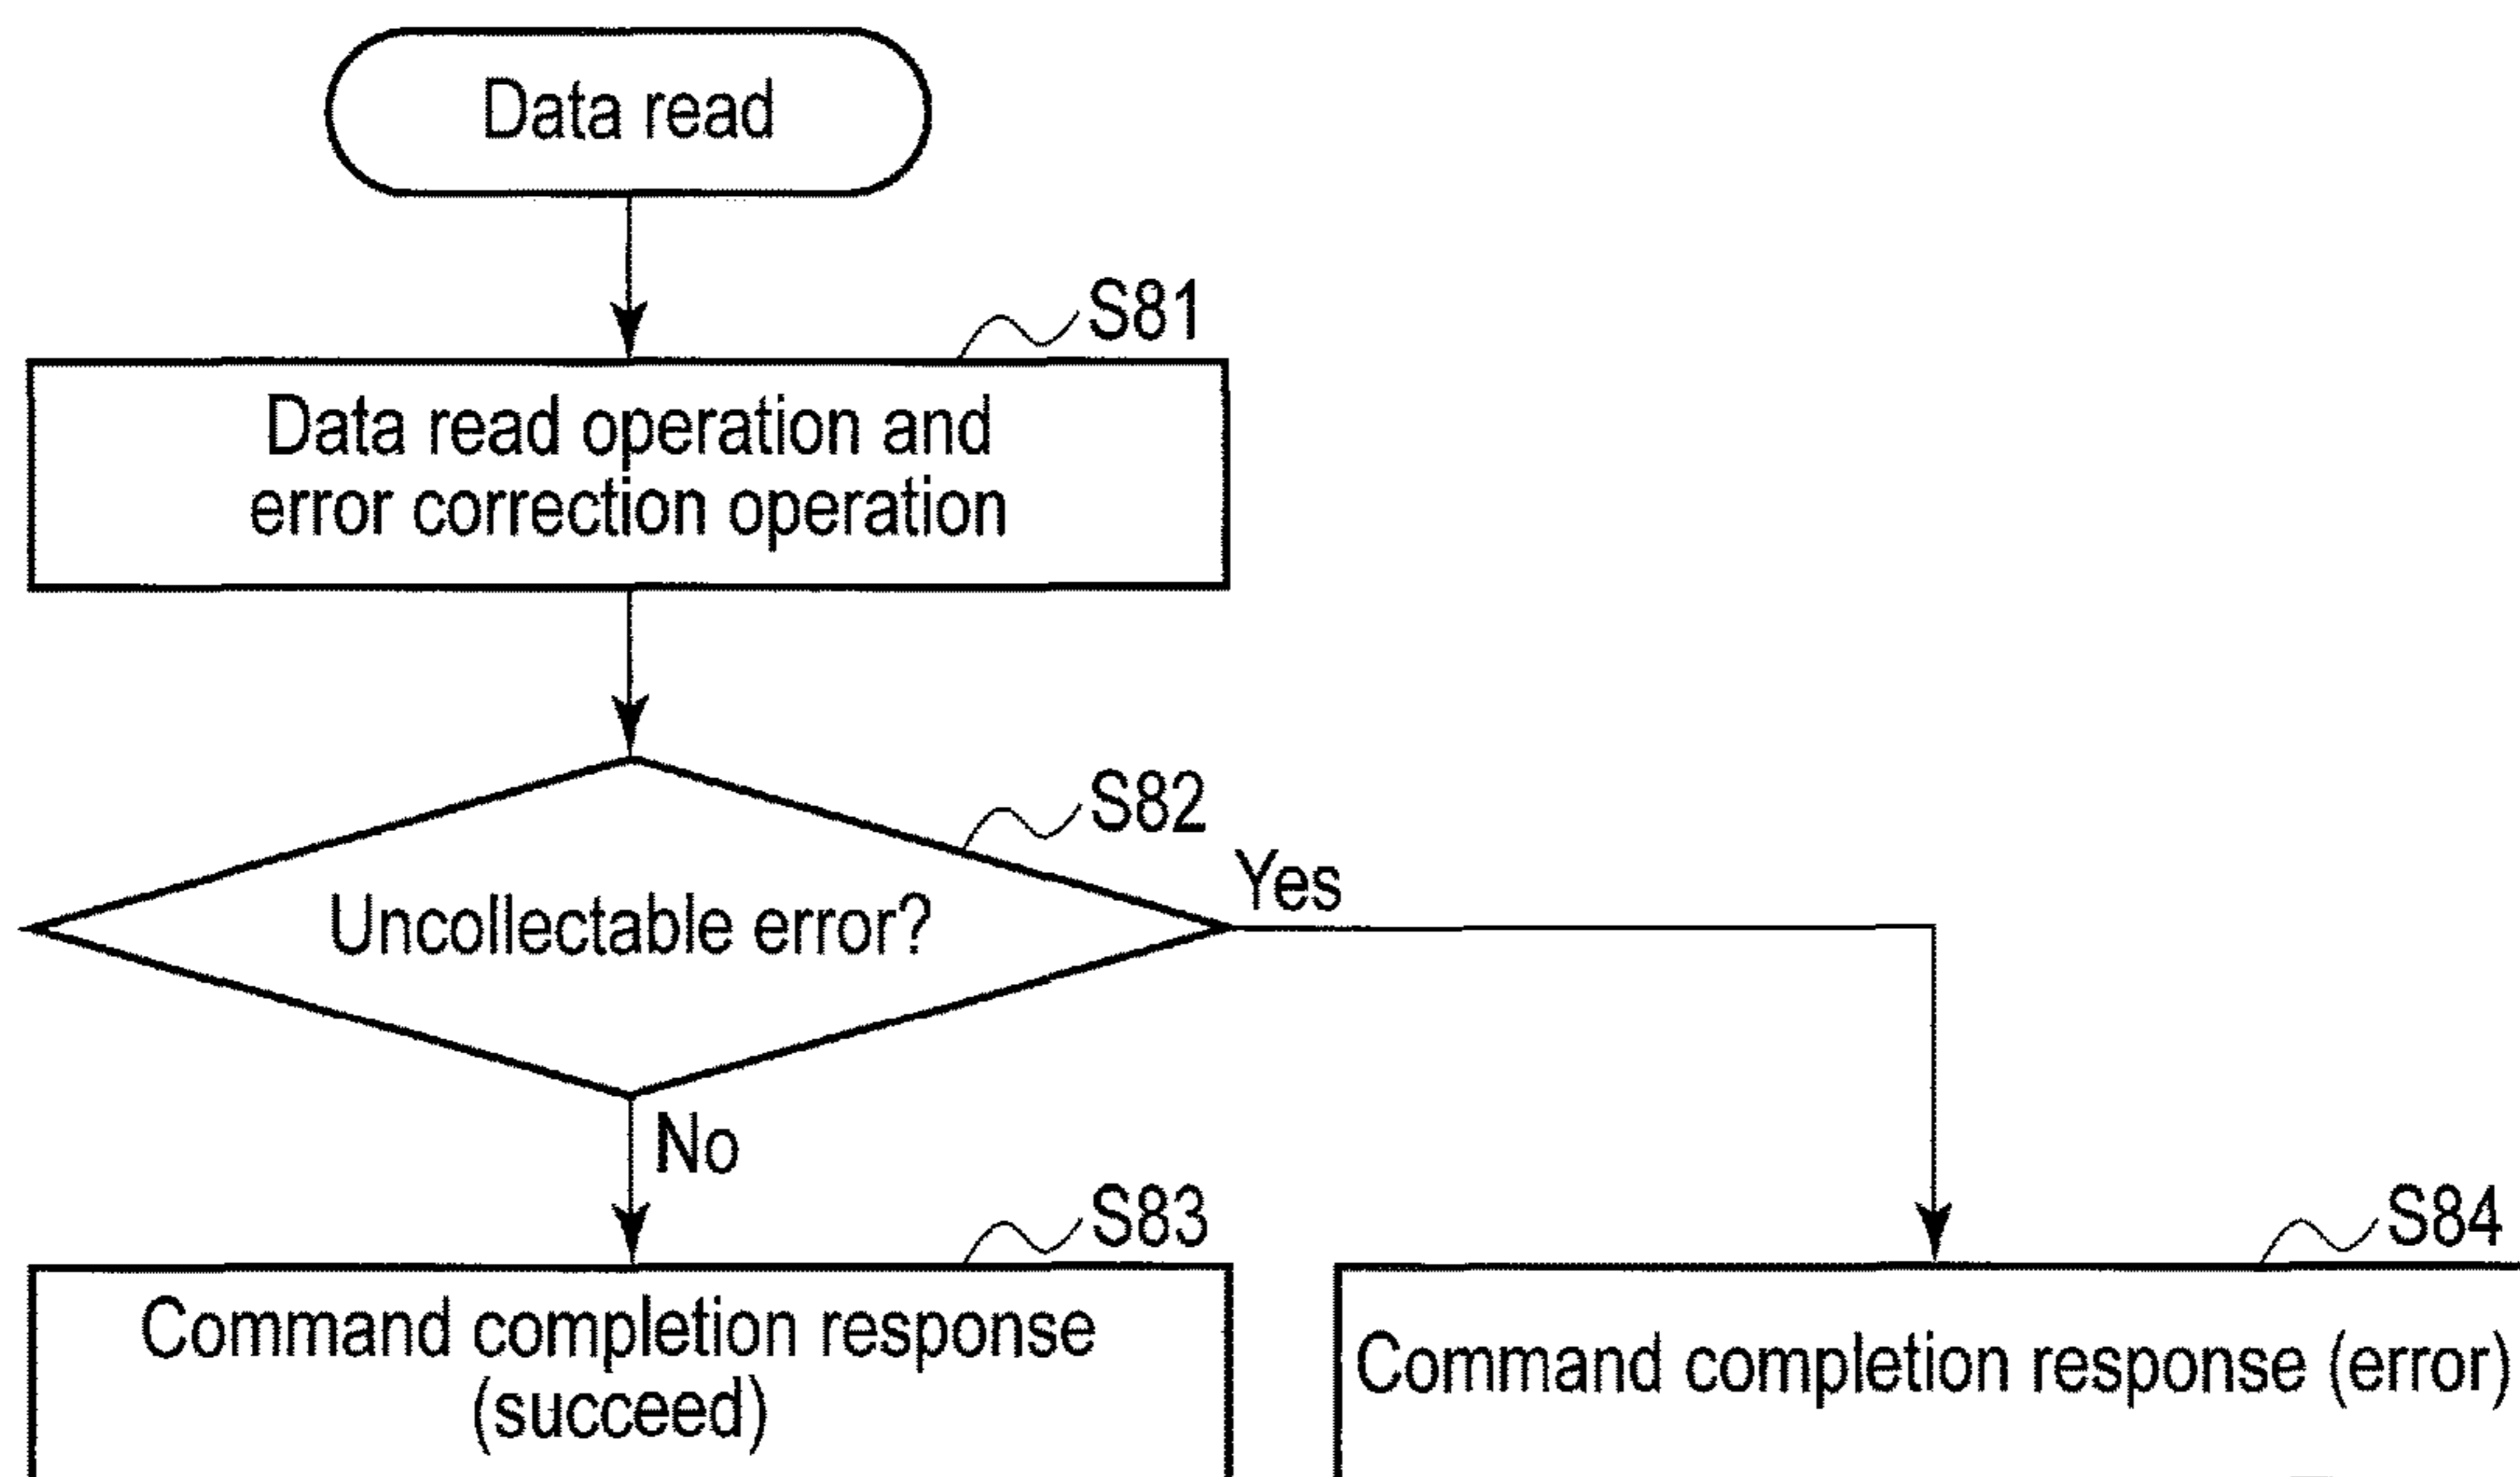 Data read
S81
Data read operation and
error correction operation
S82
Uncollectable error?
Yes
No
S83
Command completion response
(succeed)
S84
Command completion response (error)